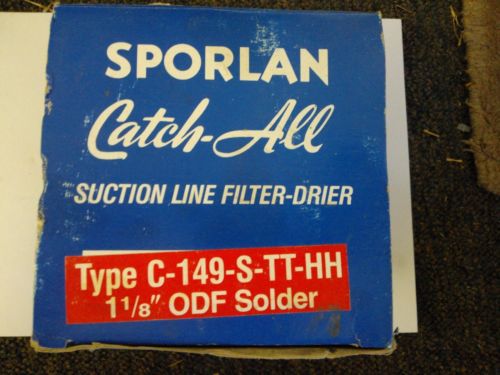 SPORLAN
Catch-All
SUCTION LINE FILTER-DRIER
Type C-149-S-TT-HH
1 1/8" ODF Solder